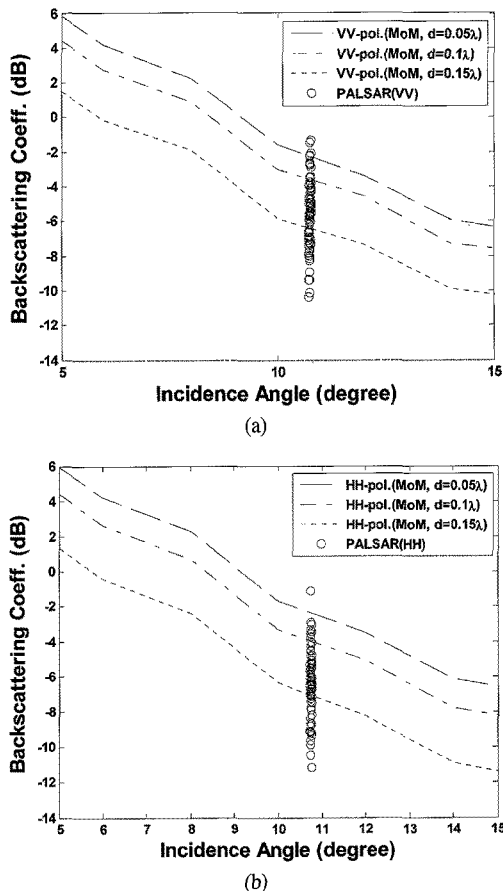 6
4
2
0
-2
-4
-6
-8
-10
-12
-14
Backscattering Coeff. (dB)
VV-pol.(MoM, d=0.05λ)
VV-pol.(MoM, d=0.1λ)
VV-pol.(MoM, d=0.15λ)
PALSAR(VV)
5 10 15
Incidence Angle (degree)
(a)
6
4
2
0
-2
-4
-6
-8
-10
-12
-14
Backscattering Coeff. (dB)
HH-pol.(MoM, d=0.05λ)
HH-pol.(MoM, d=0.1λ)
HH-pol.(MoM, d=0.15λ)
PALSAR(HH)
5 6 7 8 9 10 11 12 13 14 15
Incidence Angle (degree)
(b)